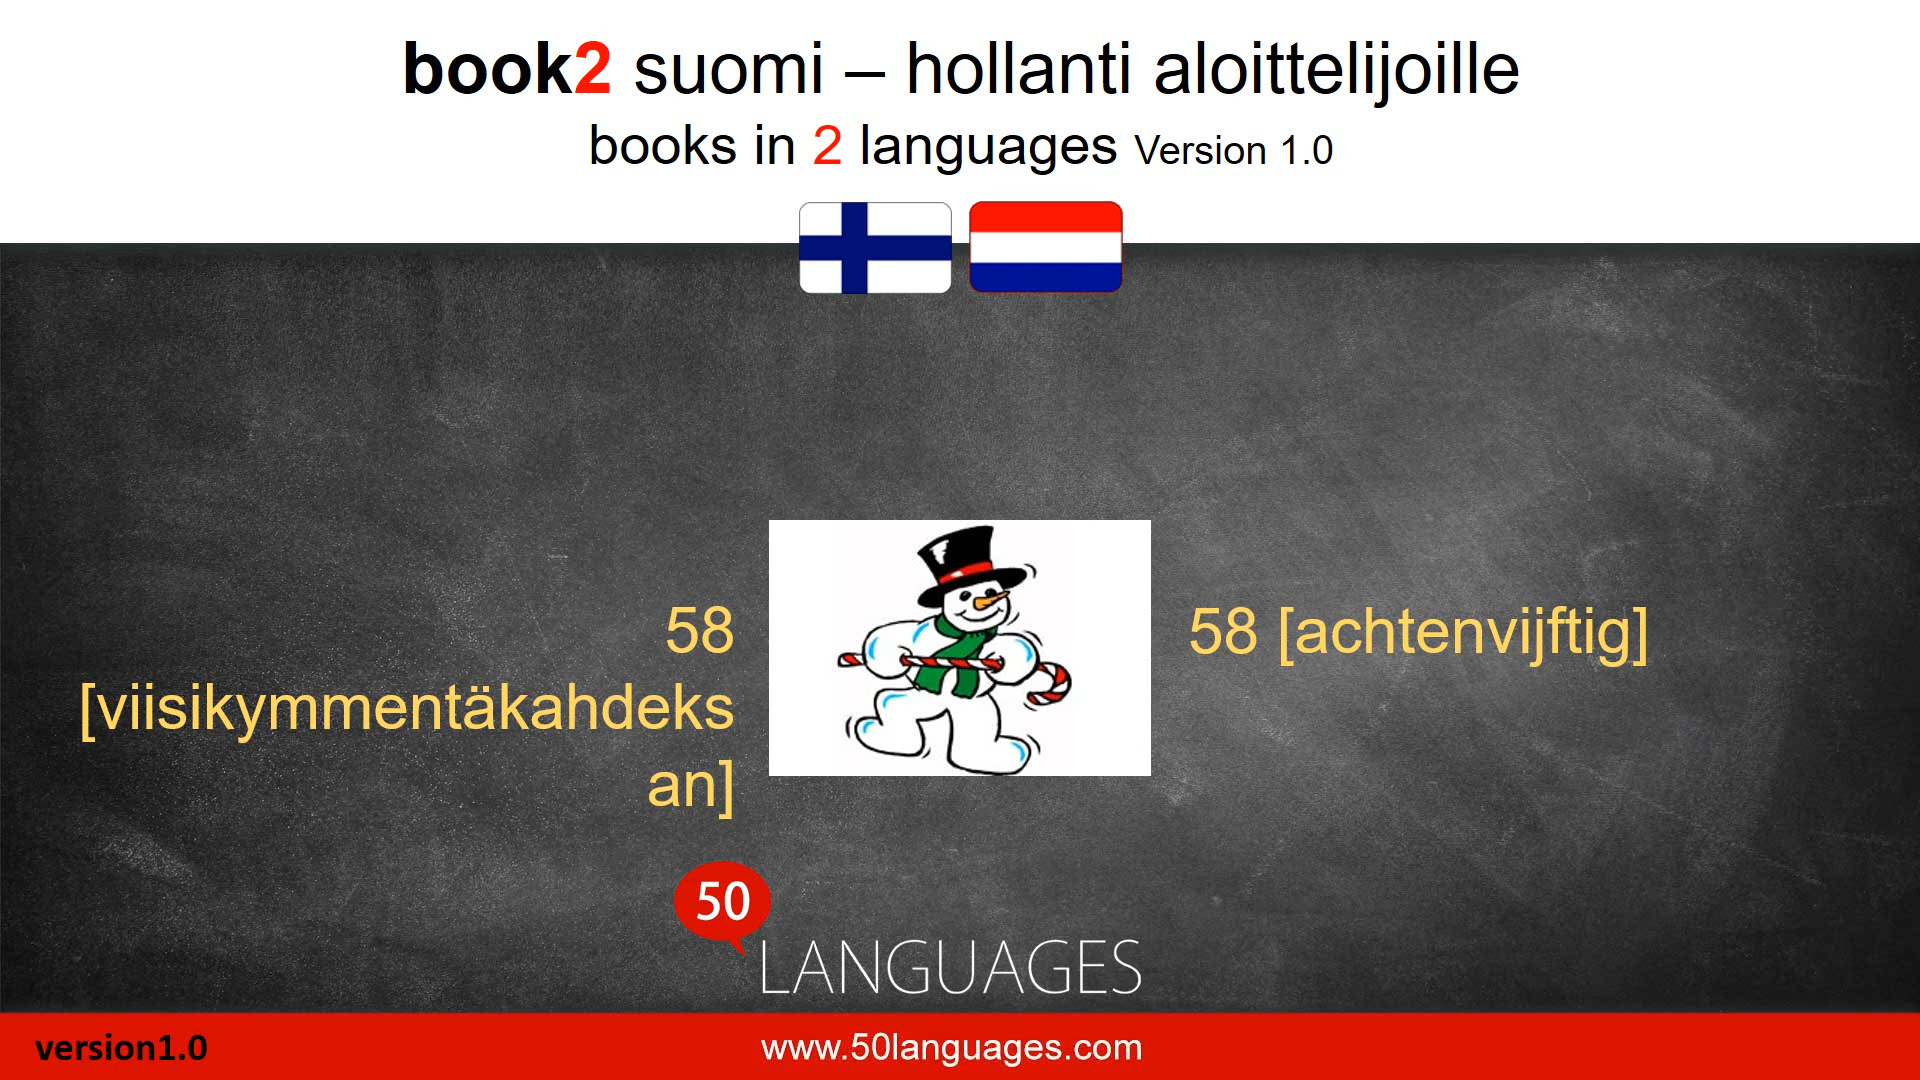 book2 suomi – hollanti aloittelijoille
books in 2 languages Version 1.0
58
[viisikymmentäkahdeks
an]
58 [achtenvijftig]
50
LANGUAGES
version1.0
www.50languages.com